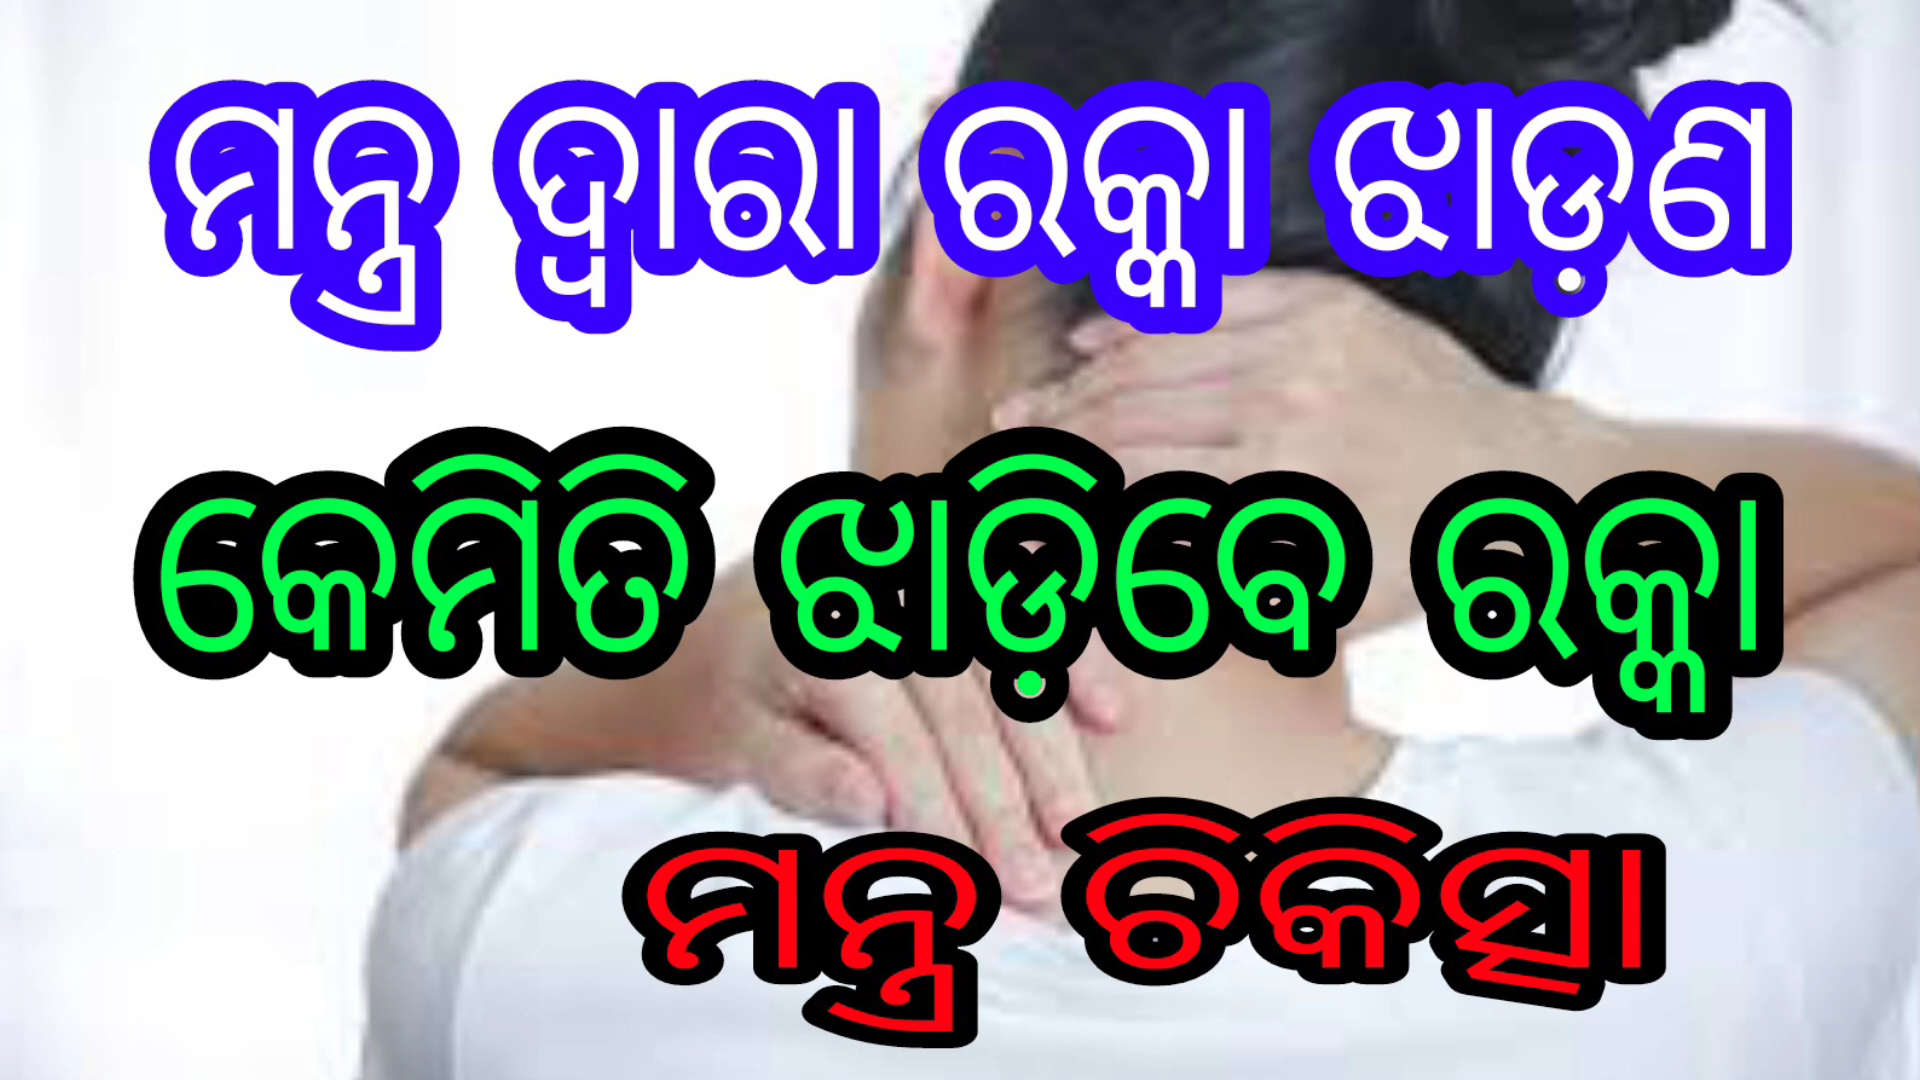 ମନ୍ତ୍ର ଦ୍ବାରା ରକ୍କା ଝାଡ଼ଣ
କେମିତି ଝାଡ଼ିବେ ରକ୍କା
ମନ୍ତ୍ର ଚିକିତ୍ସା